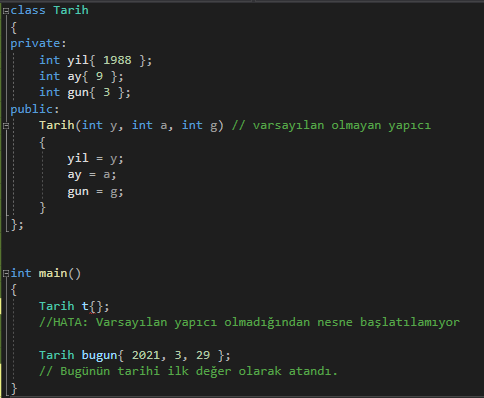 class Tarih
{
private:
    int yil{ 1988 };
    int ay{ 9 };
    int gun{ 3 };
public:
    Tarih(int y, int a, int g) // varsayılan olmayan yapıcı
    {
        yil = y;
        ay = a;
        gun = g;
    }
};
int main()
{
    Tarih t{};
    //HATA: Varsayılan yapıcı olmadığından nesne başlatılamıyor
    Tarih bugun{ 2021, 3, 29 };
    // Bugünün tarihi ilk değer olarak atandı.
}